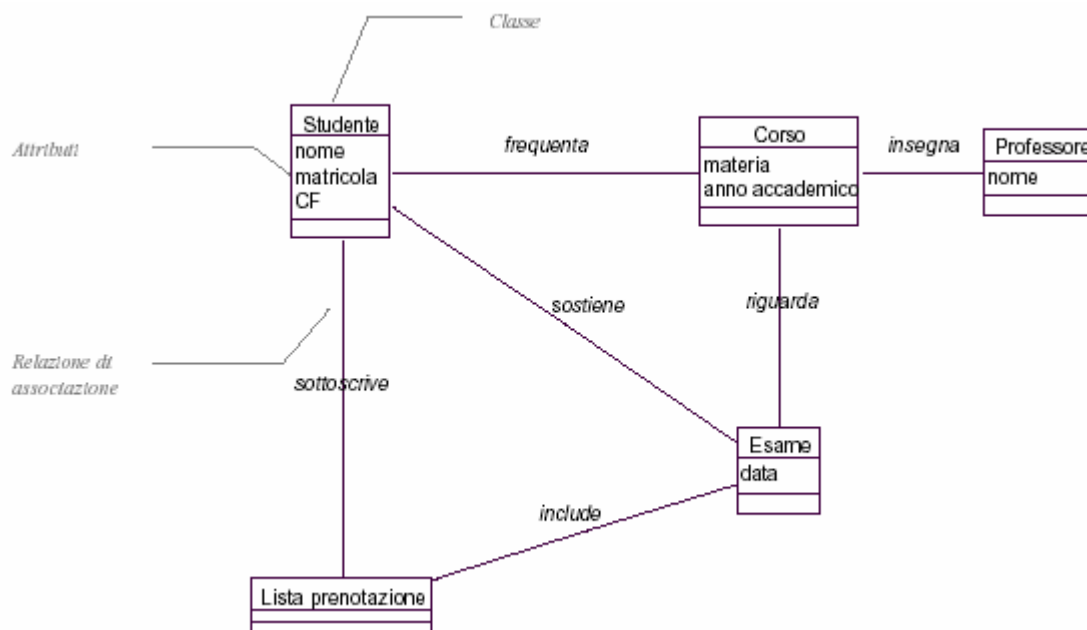 Classe
Studente
nome
matricola
CF
Attributi
frequenta
Corso
materia
anno accademico
insegna
Professore
nome
sostiene
riguarda
Relazione di
associazione
sottoscrive
Esame
data
include
Lista prenotazione